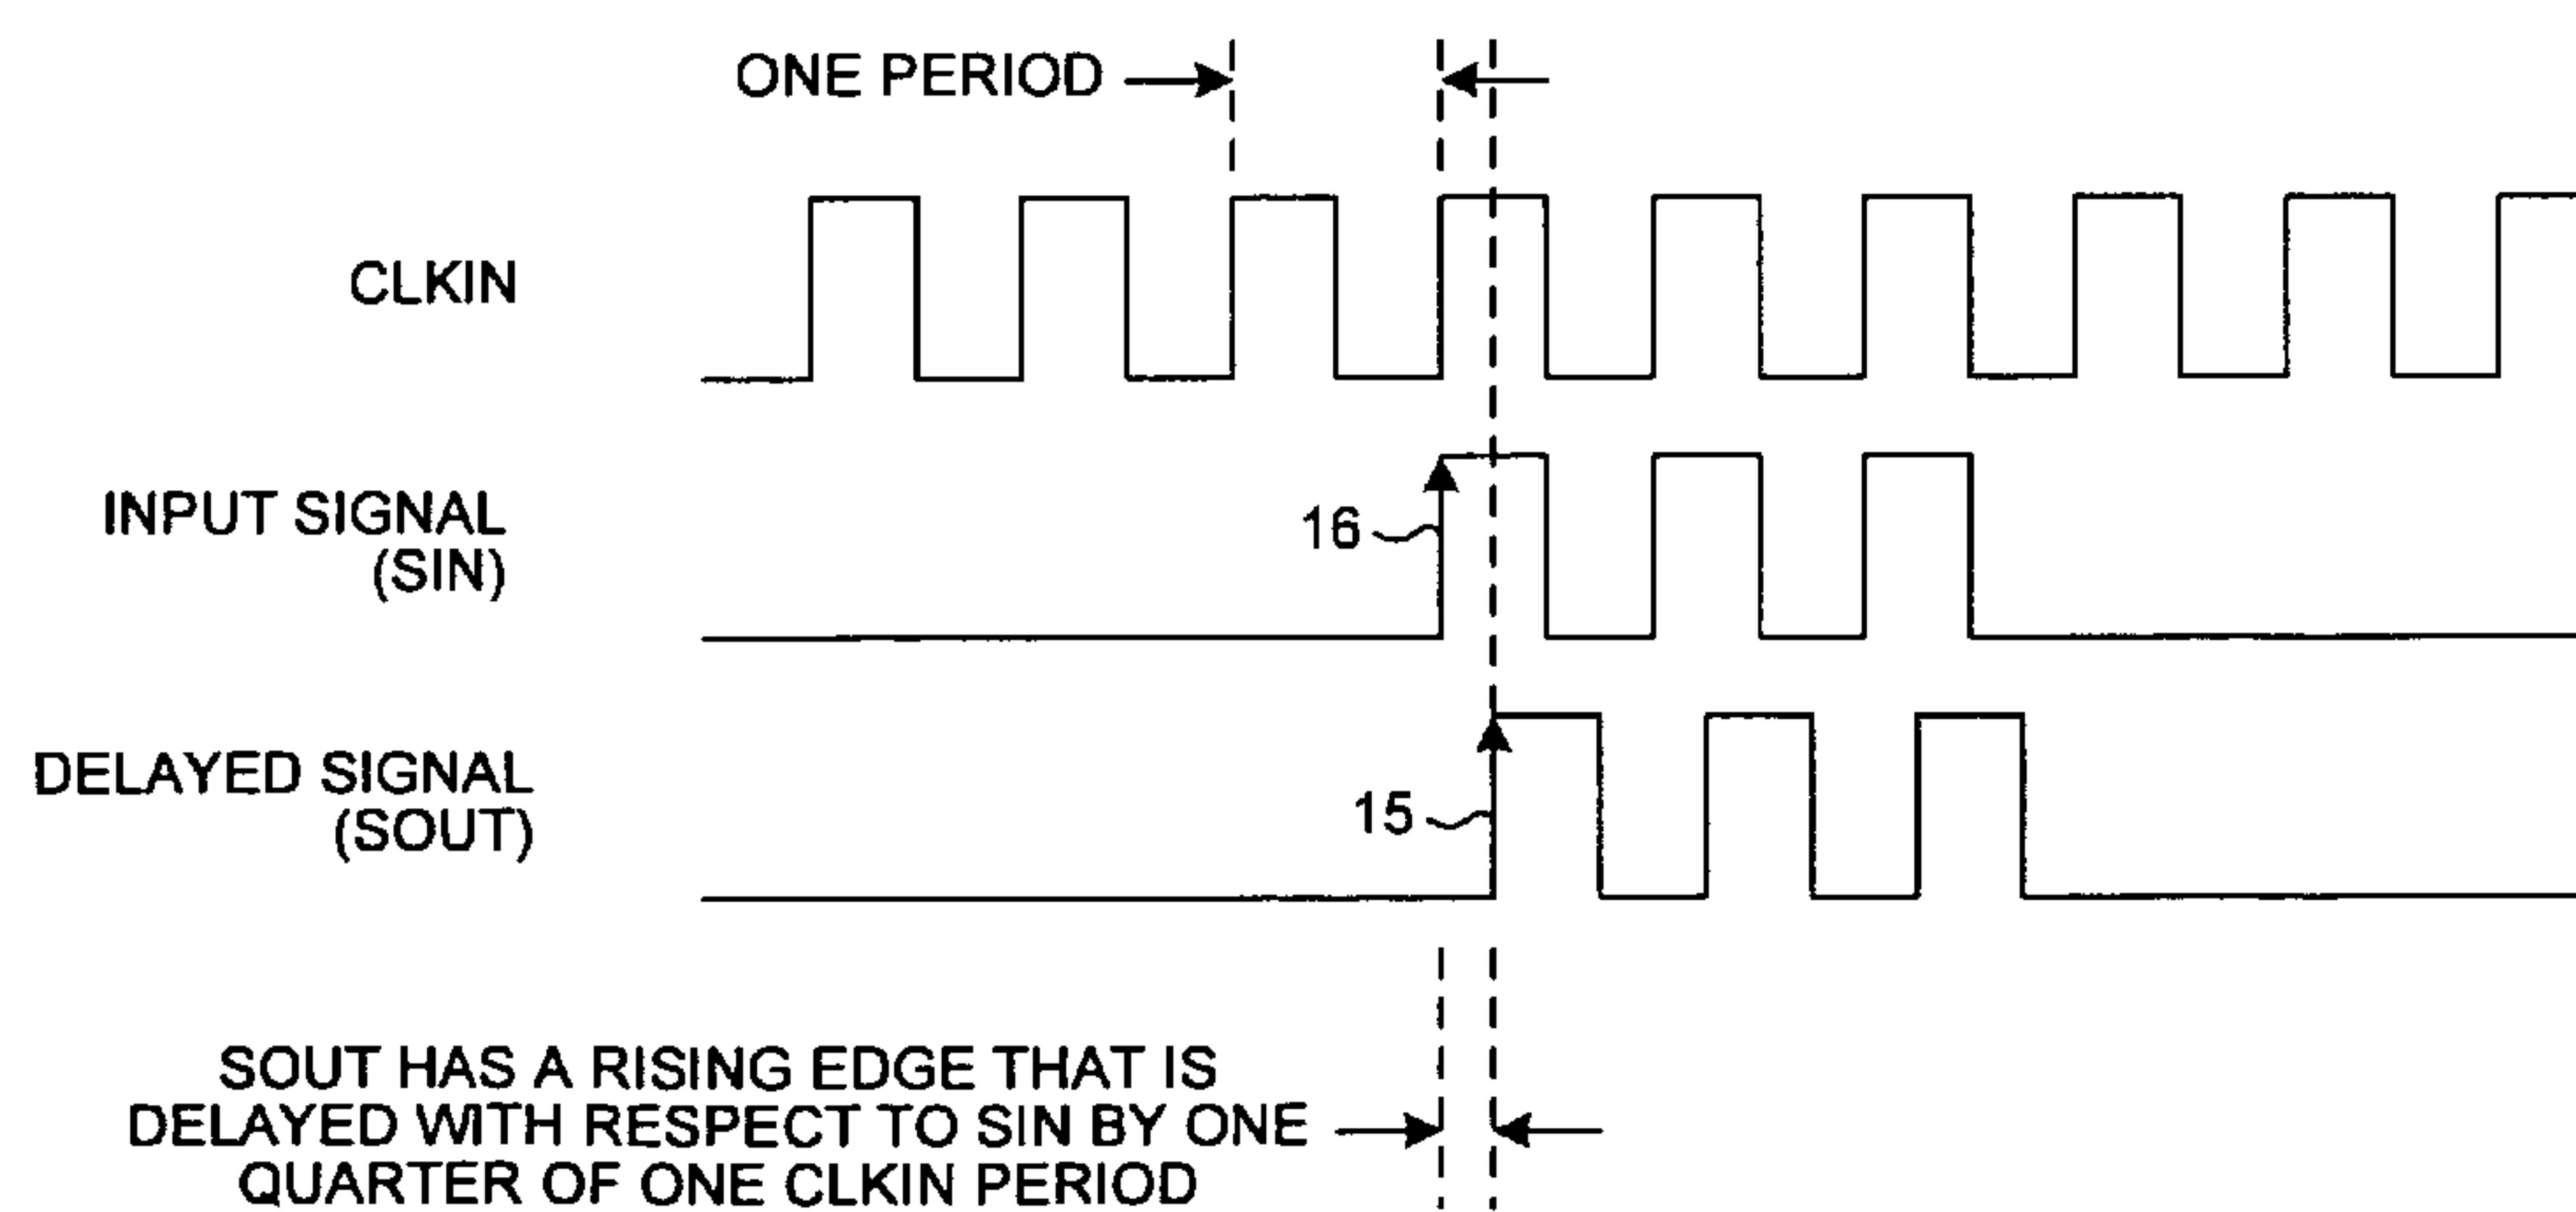 ONE PERIOD
CLKIN
INPUT SIGNAL
(SIN)
16
DELAYED SIGNAL
(SOUT)
15
SOUT HAS A RISING EDGE THAT IS
DELAYED WITH RESPECT TO SIN BY ONE
QUARTER OF ONE CLKIN PERIOD